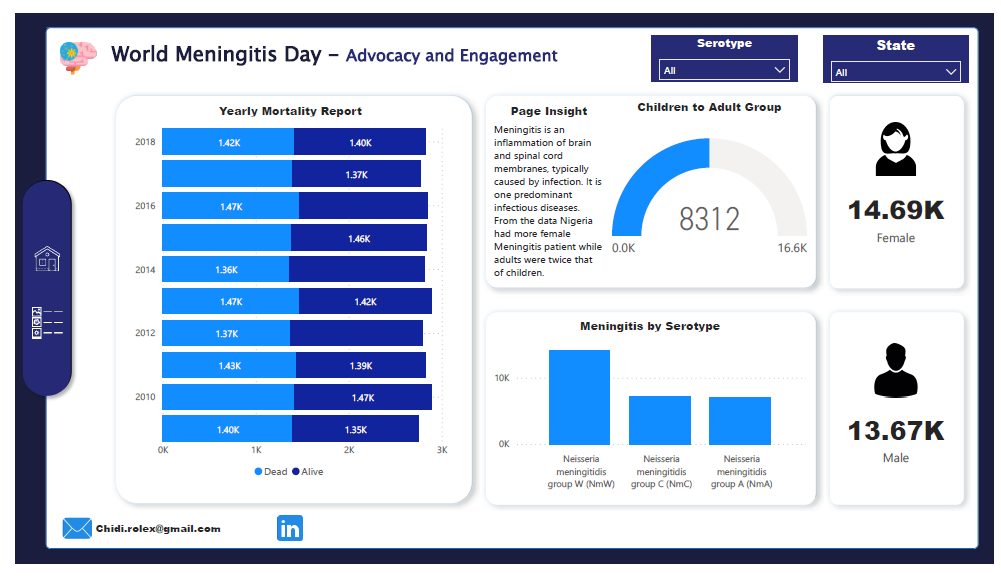 World Meningitis Day – Advocacy and Engagement
Serotype
All
State
All
Yearly Mortality Report
2018
1.42K 1.40K
1.37K
2016
1.47K
1.46K
2014
1.36K
1.47K 1.42K
2012
1.37K
1.43K 1.39K
2010
1.47K
1.40K 1.35K
0K 1K 2K 3K
Dead Alive
Page Insight
Meningitis is an
inflammation of brain
and spinal cord
membranes, typically
caused by infection. It is
one predominant
infectious diseases.
From the data Nigeria
had more female
Meningitis patient while
adults were twice that
of children.
Children to Adult Group
8312
0.0K 16.6K
14.69K
Female
Meningitis by Serotype
10K
0K
Neisseria
meningitidis
group W (NmW)
Neisseria
meningitidis
group C (NmC)
Neisseria
meningitidis
group A (NmA)
13.67K
Male
Chidi.rolex@gmail.com
in